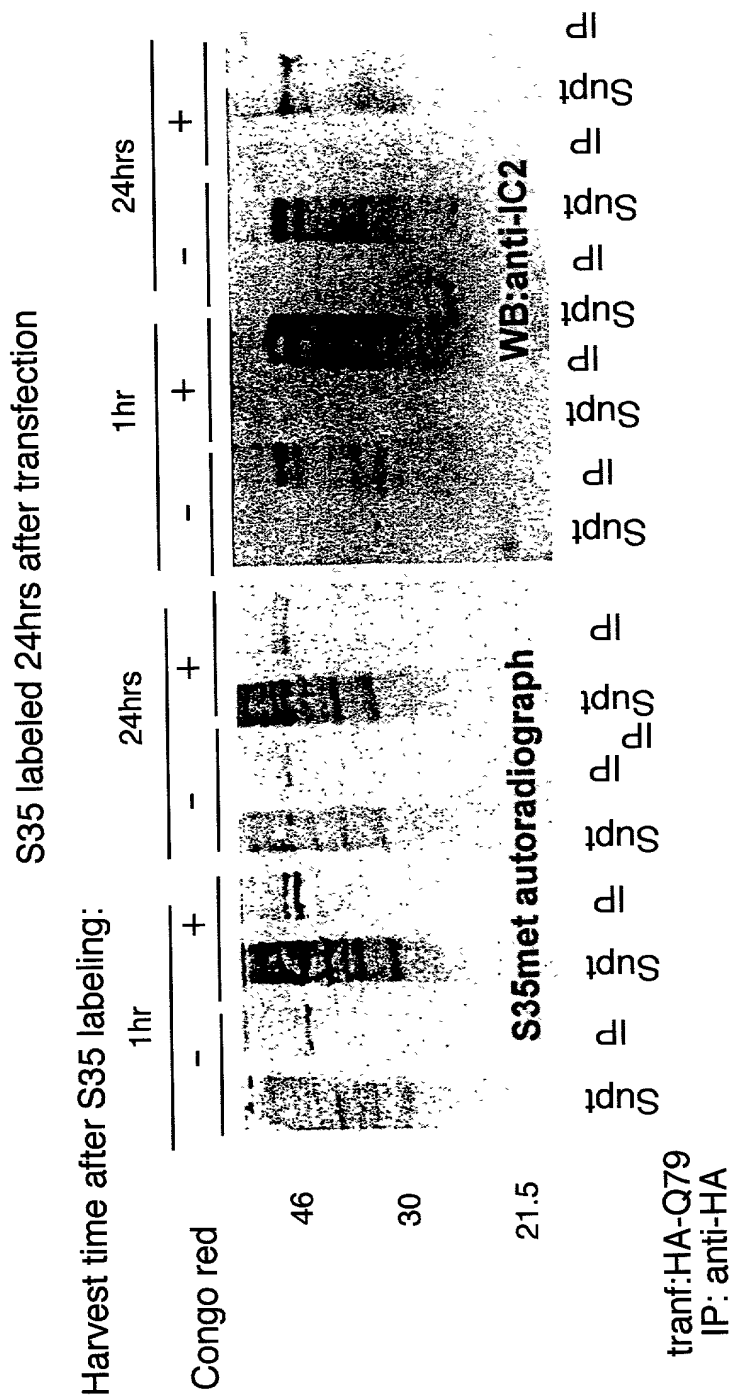 S35 labeled 24hrs after transfection
Harvest time after S35 labeling:
1hr 24hrs 1hr 24hrs
Congo red - + - + - + - +
46
30
21.5
S35met autoradiograph WB:anti-IC2
Supt IP Supt IP Supt IP IP Supt IP Supt IP Supt IP Supt IP Supt IP Supt IP
tranf:HA-Q79
IP: anti-HA